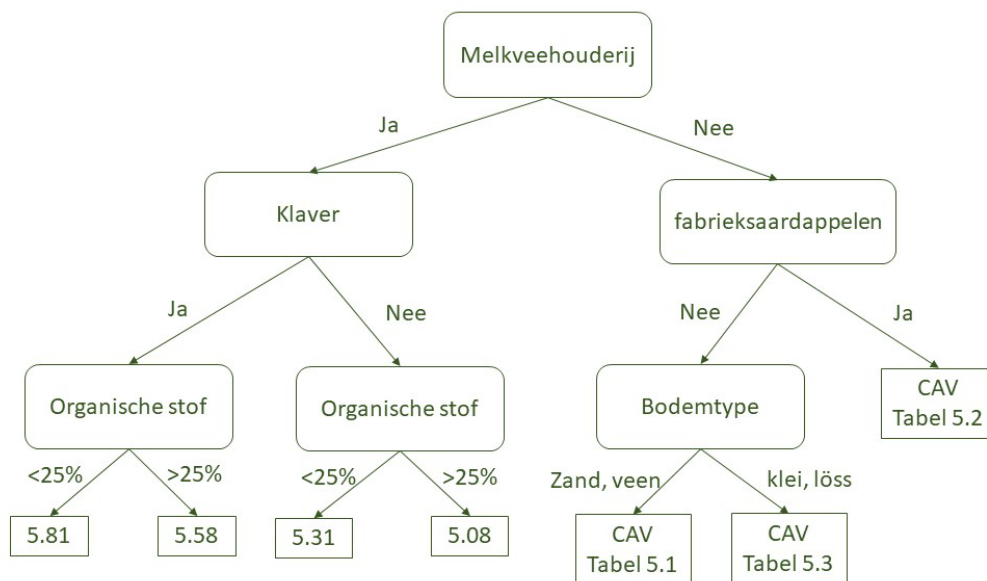 Melkveehouderij
Ja
Nee
Klaver
fabrieksaardappelen
Ja
Nee
Nee
Ja
Organische stof
Organische stof
Bodemtype
CAV
Tabel 5.2
<25%
>25%
<25%
>25%
Zand, veen
klei, löss
5.81
5.58
5.31
5.08
CAV
Tabel 5.1
CAV
Tabel 5.3